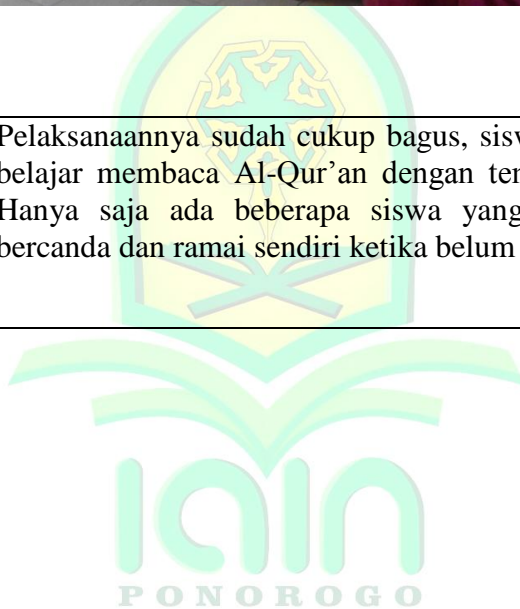 Pelaksanaannya sudah cukup bagus,
belajar membaca Al-Qur'an dengan
Hanya saja ada beberapa siswa yang
bercanda dan ramai sendiri ketika belum
iain
PONOROGO